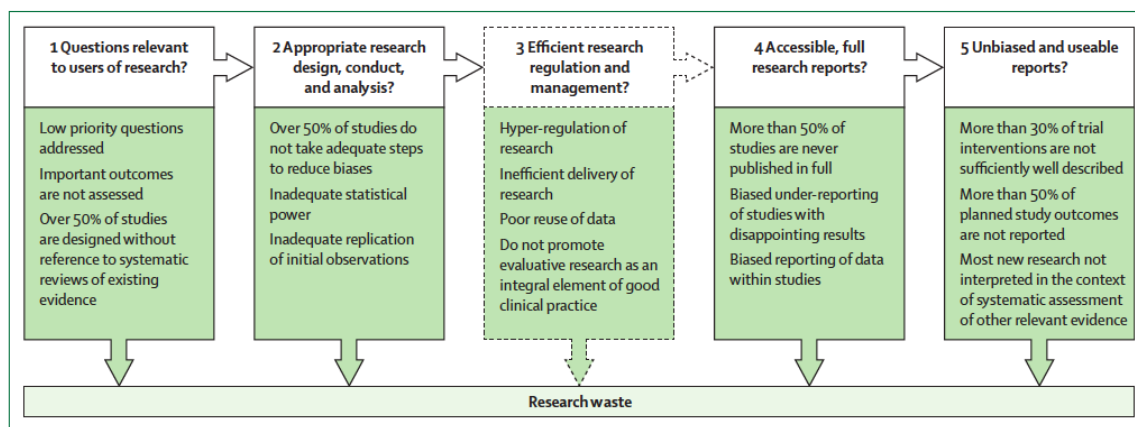 1 Questions relevant
to users of research?
Low priority questions
addressed
Important outcomes
are not assessed
Over 50% of studies
are designed without
reference to systematic
reviews of existing
evidence
2 Appropriate research
design, conduct,
and analysis?
Over 50% of studies do
not take adequate steps
to reduce biases
Inadequate statistical
power
Inadequate replication
of initial observations
3 Efficient research
regulation and
management?
Hyper-regulation of
research
Inefficient delivery of
research
Poor reuse of data
Do not promote
evaluative research as an
integral element of good
clinical practice
4 Accessible, full
research reports?
More than 50% of
studies are never
published in full
Biased under-reporting
of studies with
disappointing results
Biased reporting of data
within studies
5 Unbiased and useable
reports?
More than 30% of trial
interventions are not
sufficiently well described
More than 50% of
planned study outcomes
are not reported
Most new research not
interpreted in the context
of systematic assessment
of other relevant evidence
Research waste